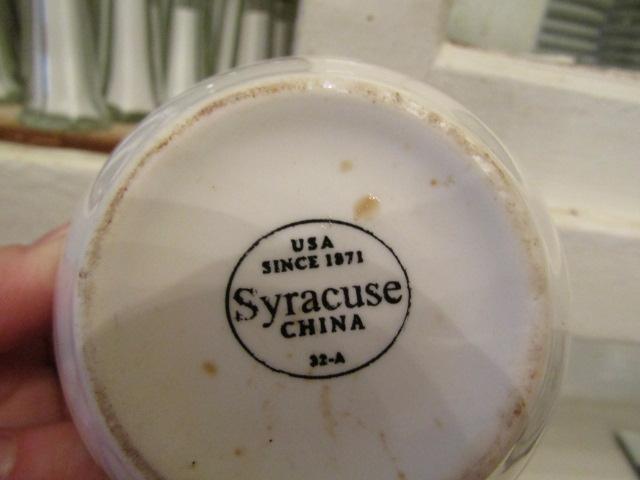 USA
SINCE 1871
Syracuse
CHINA
32-A